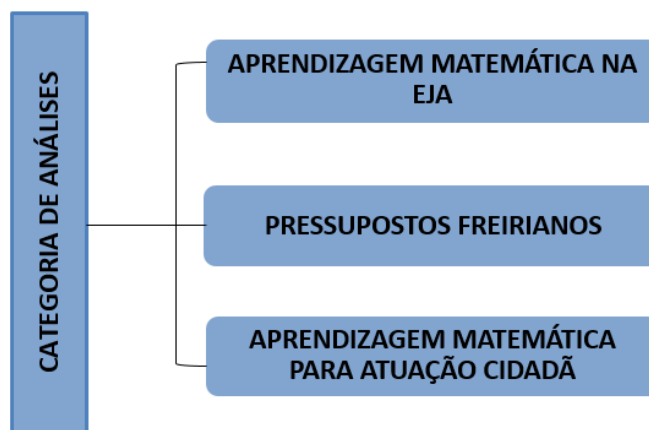 CATEGORIA DE ANÁLISES
APRENDIZAGEM MATEMÁTICA NA
EJA
PRESSUPOSTOS FREIRIANOS
APRENDIZAGEM MATEMÁTICA
PARA ATUAÇÃO CIDADÃ